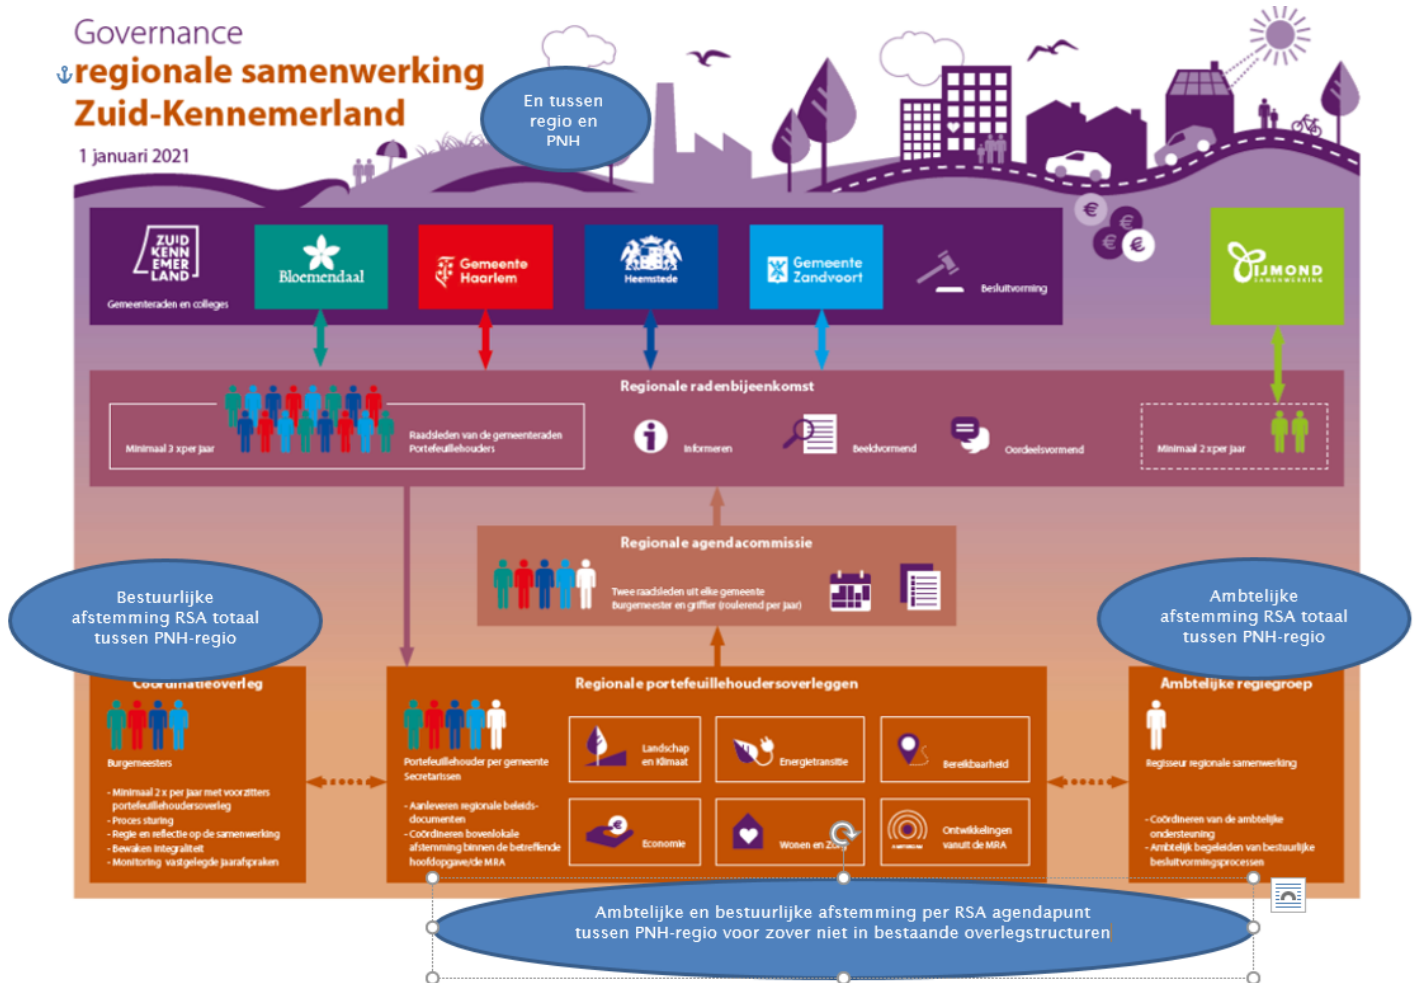 Governance
regionale samenwerking
Zuid-Kennemerland
1 januari 2021
En tussen
regio en
PNH
ZUID
KENN
EMER
LAND
Gemeenteraden en colleges
Bloemendaal
Gemeente
Haarlem
Heemstede
Gemeente
Zandvoort
Besluitvorming
IJMOND
SAMENWERKING
Regionale radenbijeenkomst
Minimaal 3 x per jaar
Raadsleden van de gemeenteraden
Portefeuillehouders
Informeren
Beeldvormend
Oordeelsvormend
Minimaal 2 x per jaar
Regionale agendacommissie
Twee raadsleden uit elke gemeente
Burgemeester en griffier (roulerend per jaar)
Bestuurlijke
afstemming RSA totaal
tussen PNH-regio
Ambtelijke
afstemming RSA totaal
tussen PNH-regio
Coördinatieoverleg
Burgemeesters
- Minimaal 2 x per jaar met voorzitters
portefeuillehoudersoverleg
- Proces sturing
- Regie en reflectie op de samenwerking
- Bewaken integraliteit
- Monitoring vastgelegde jaarafspraken
Regionale portefeuillehoudersoverleggen
Portefeuillehouder per gemeente
Secretarissen
- Aanleveren regionale beleids-
documenten
- Coördineren bovenlokale
afstemming binnen de betreffende
hoofdopgave/de MRA
Landschap
en Klimaat
Energietransitie
Bereikbaarheid
Economie
Wonen en Zorg
Ontwikkelingen
vanuit de MRA
Ambtelijke regiegroep
Regisseur regionale samenwerking
- Coördineren van de ambtelijke
ondersteuning
- Ambtelijk begeleiden van bestuurlijke
besluitvormingsprocessen
Ambtelijke en bestuurlijke afstemming per RSA agendapunt
tussen PNH-regio voor zover niet in bestaande overlegstructuren